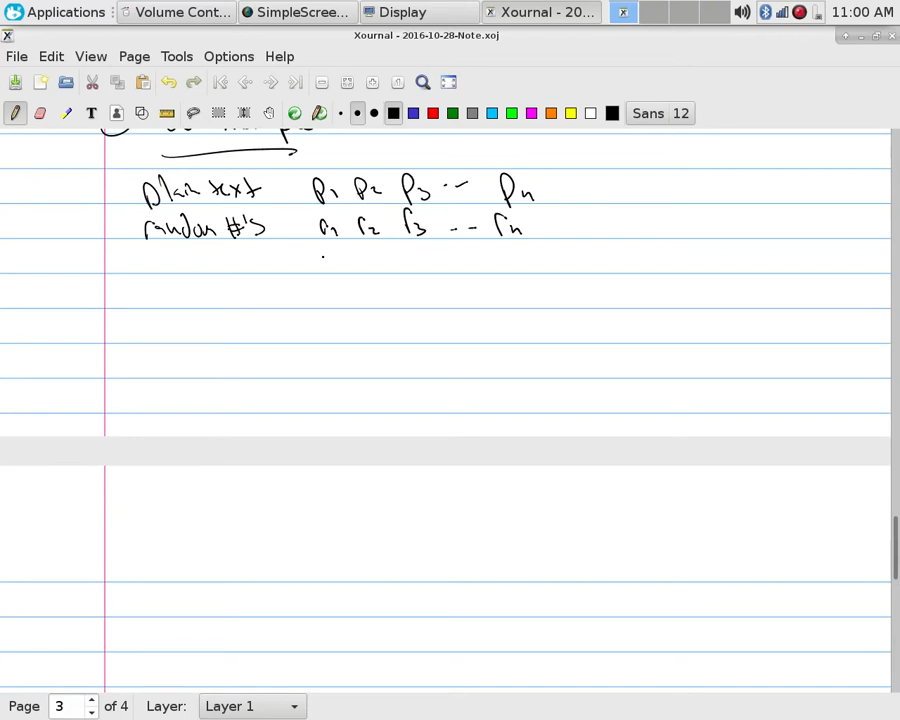 Applications
Volume Cont...
SimpleScree...
Display
Xournal - 20...
11:00 AM
Xournal - 2016-10-28-Note.xoj
File Edit View Page Tools Options Help
T
Sans 12
plain text p1 p2 p3 -- pn
random #'s r1 r2 r3 -- -- rn
Page 3 of 4 Layer: Layer 1